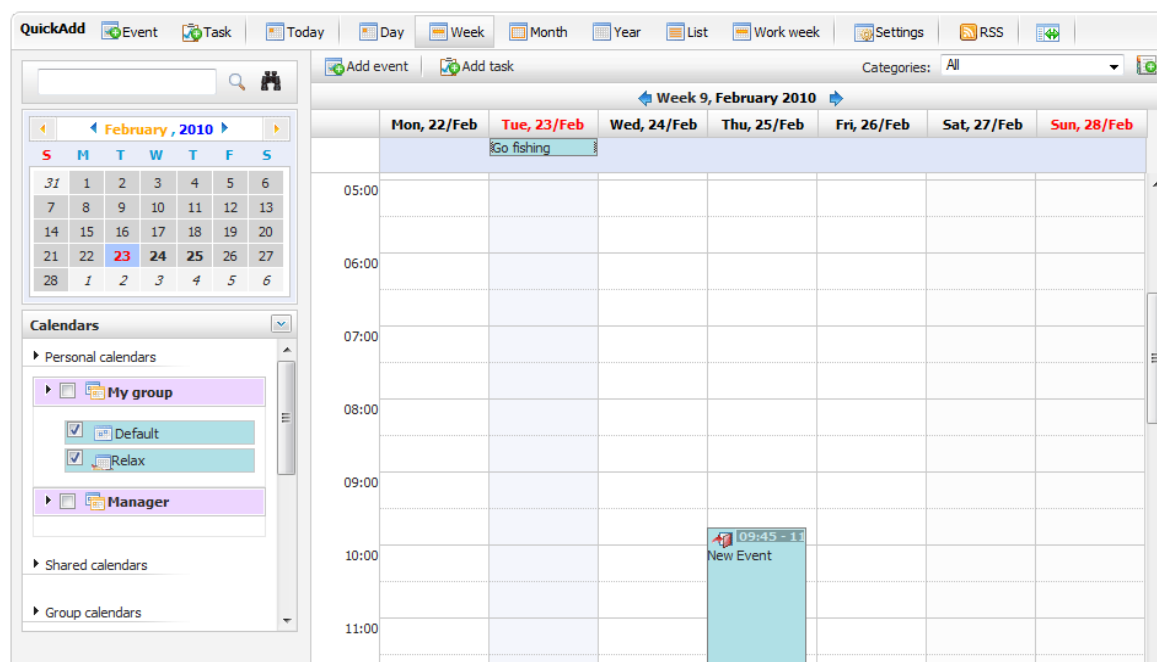 QuickAdd Event Task Today Day Week Month Year List Work week Settings RSS
Add event Add task Categories: All
Week 9, February 2010
Mon, 22/Feb Tue, 23/Feb Wed, 24/Feb Thu, 25/Feb Fri, 26/Feb Sat, 27/Feb Sun, 28/Feb
Go fishing
February , 2010
S M T W T F S
31 1 2 3 4 5 6
7 8 9 10 11 12 13
14 15 16 17 18 19 20
21 22 23 24 25 26 27
28 1 2 3 4 5 6
Calendars
Personal calendars
My group
Default
Relax
Manager
Shared calendars
Group calendars
05:00
06:00
07:00
08:00
09:00
09:45 - 11
10:00
New Event
11:00